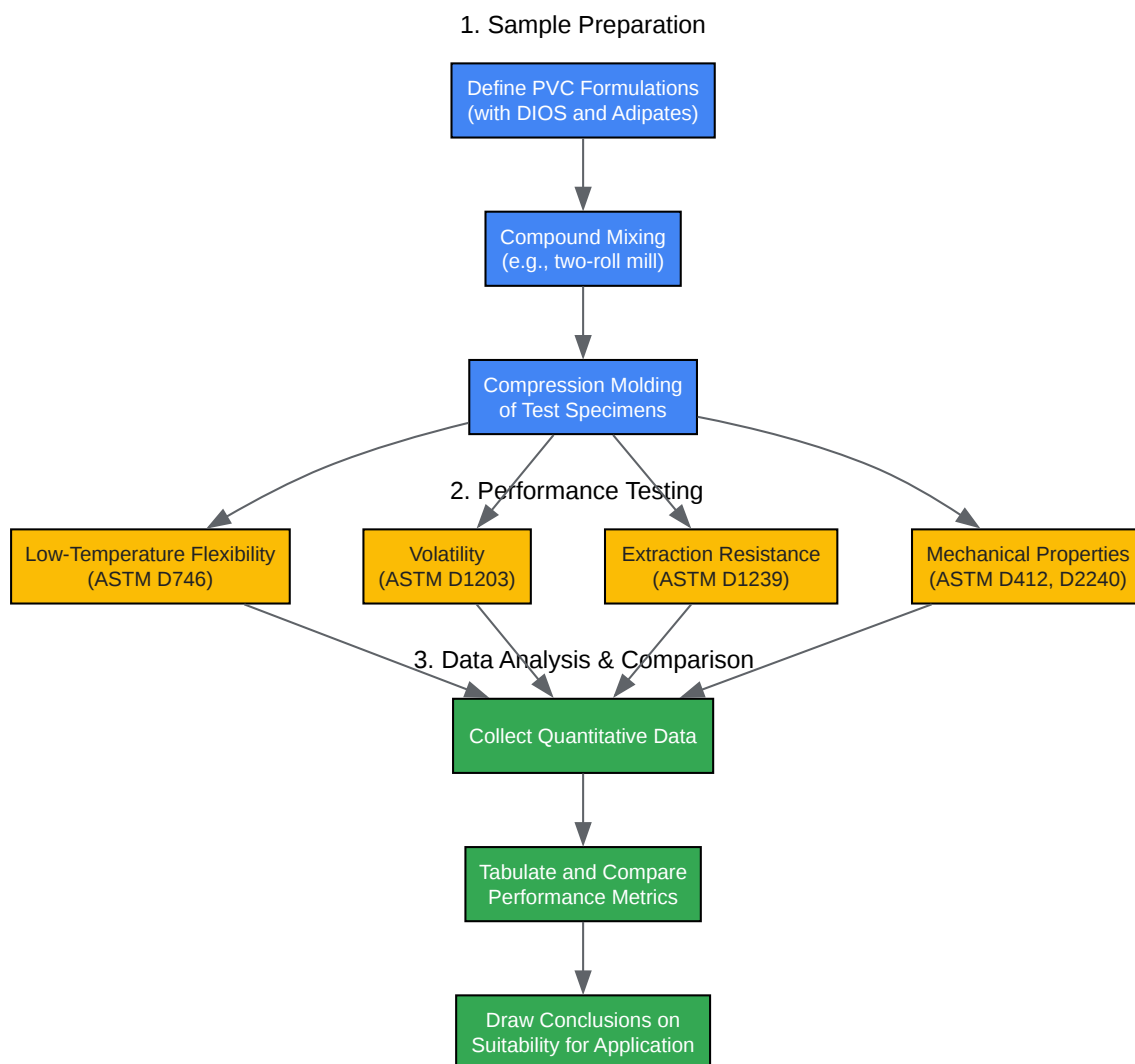 1. Sample Preparation
Define PVC Formulations
(with DIOS and Adipates)
Compound Mixing
(e.g., two-roll mill)
Compression Molding
of Test Specimens
2. Performance Testing
Low-Temperature Flexibility
(ASTM D746)
Volatility
(ASTM D1203)
Extraction Resistance
(ASTM D1239)
Mechanical Properties
(ASTM D412, D2240)
3. Data Analysis & Comparison
Collect Quantitative Data
Tabulate and Compare
Performance Metrics
Draw Conclusions on
Suitability for Application